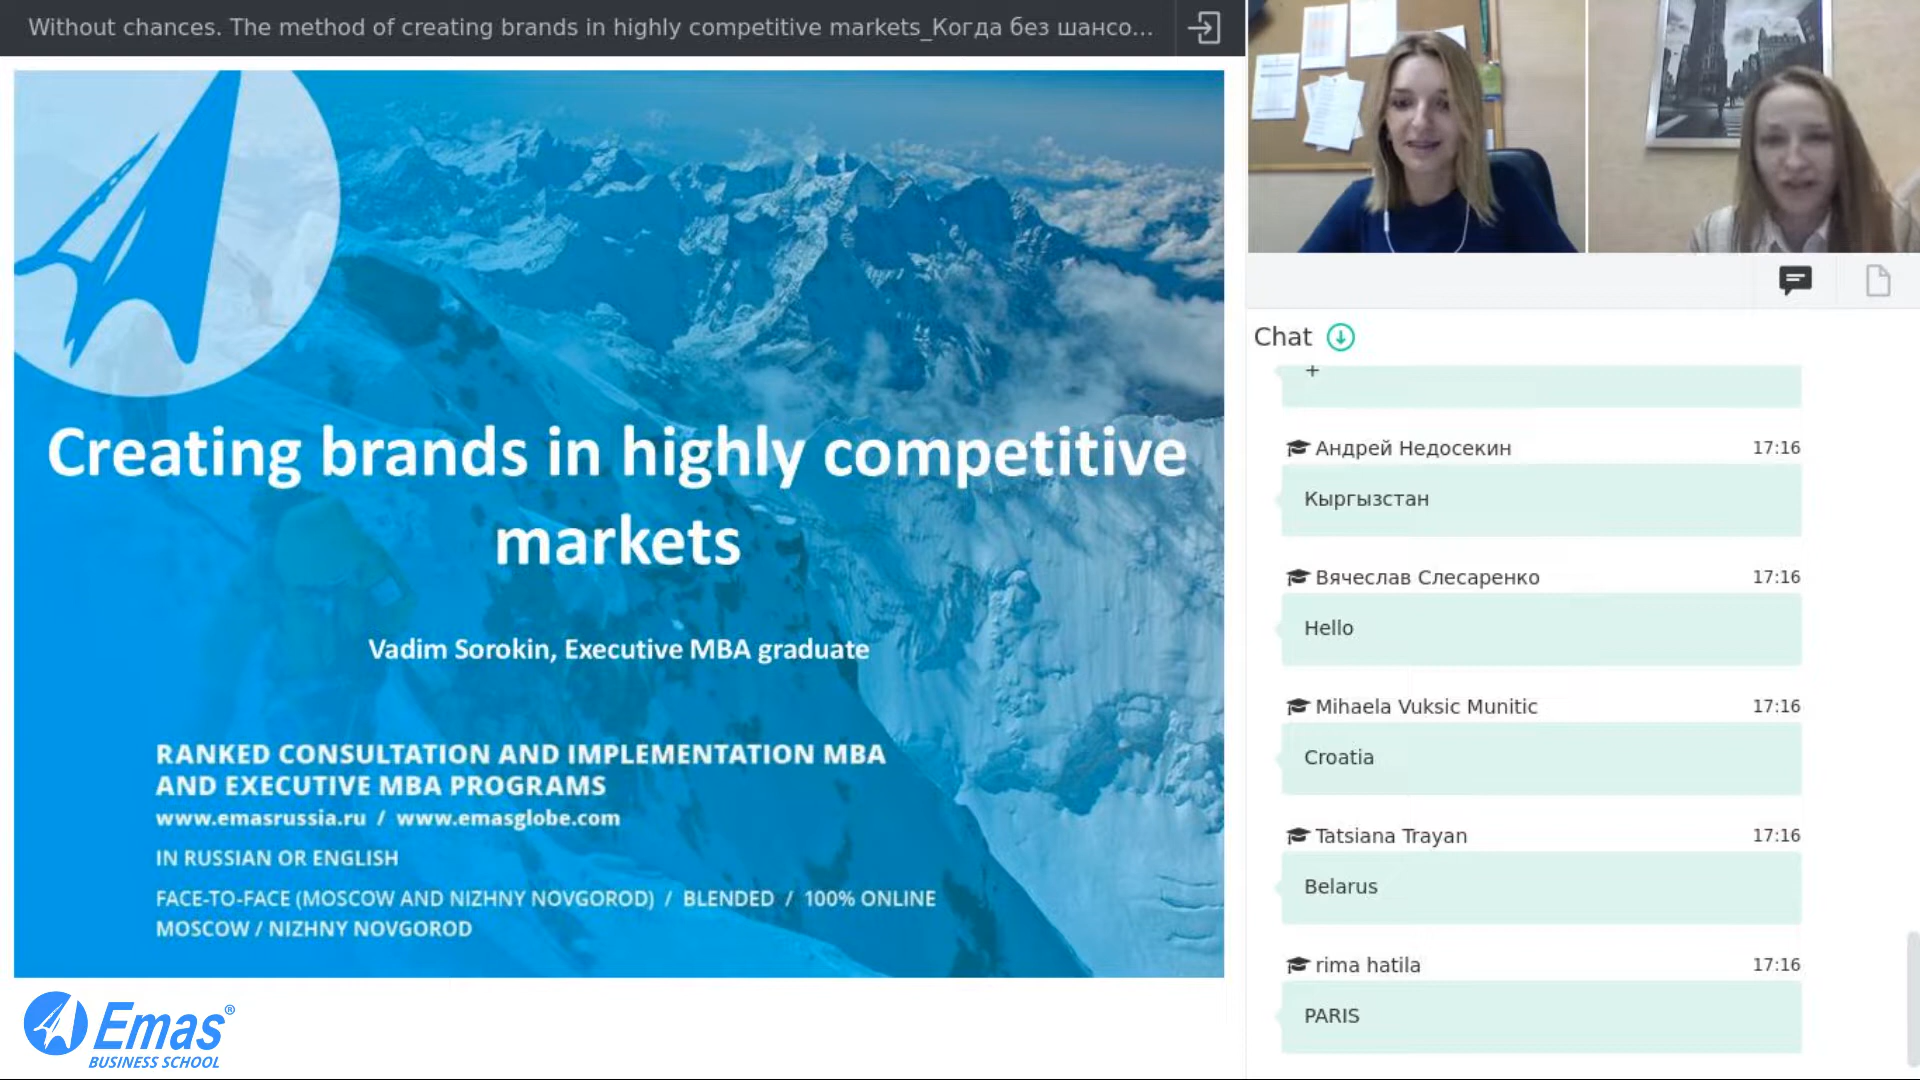 Without chances. The method of creating brands in highly competitive markets_Когда без шансо...
Creating brands in highly competitive
markets
Vadim Sorokin, Executive MBA graduate
RANKED CONSULTATION AND IMPLEMENTATION MBA
AND EXECUTIVE MBA PROGRAMS
www.emasrussia.ru / www.emasglobe.com
IN RUSSIAN OR ENGLISH
FACE-TO-FACE (MOSCOW AND NIZHNY NOVGOROD) / BLENDED / 100% ONLINE
MOSCOW / NIZHNY NOVGOROD
Emas®
BUSINESS SCHOOL
Chat
+
Андрей Недосекин 17:16
Кыргызстан
Вячеслав Слесаренко 17:16
Hello
Mihaela Vuksic Munitic 17:16
Croatia
Tatsiana Trayan 17:16
Belarus
rima hatila 17:16
PARIS